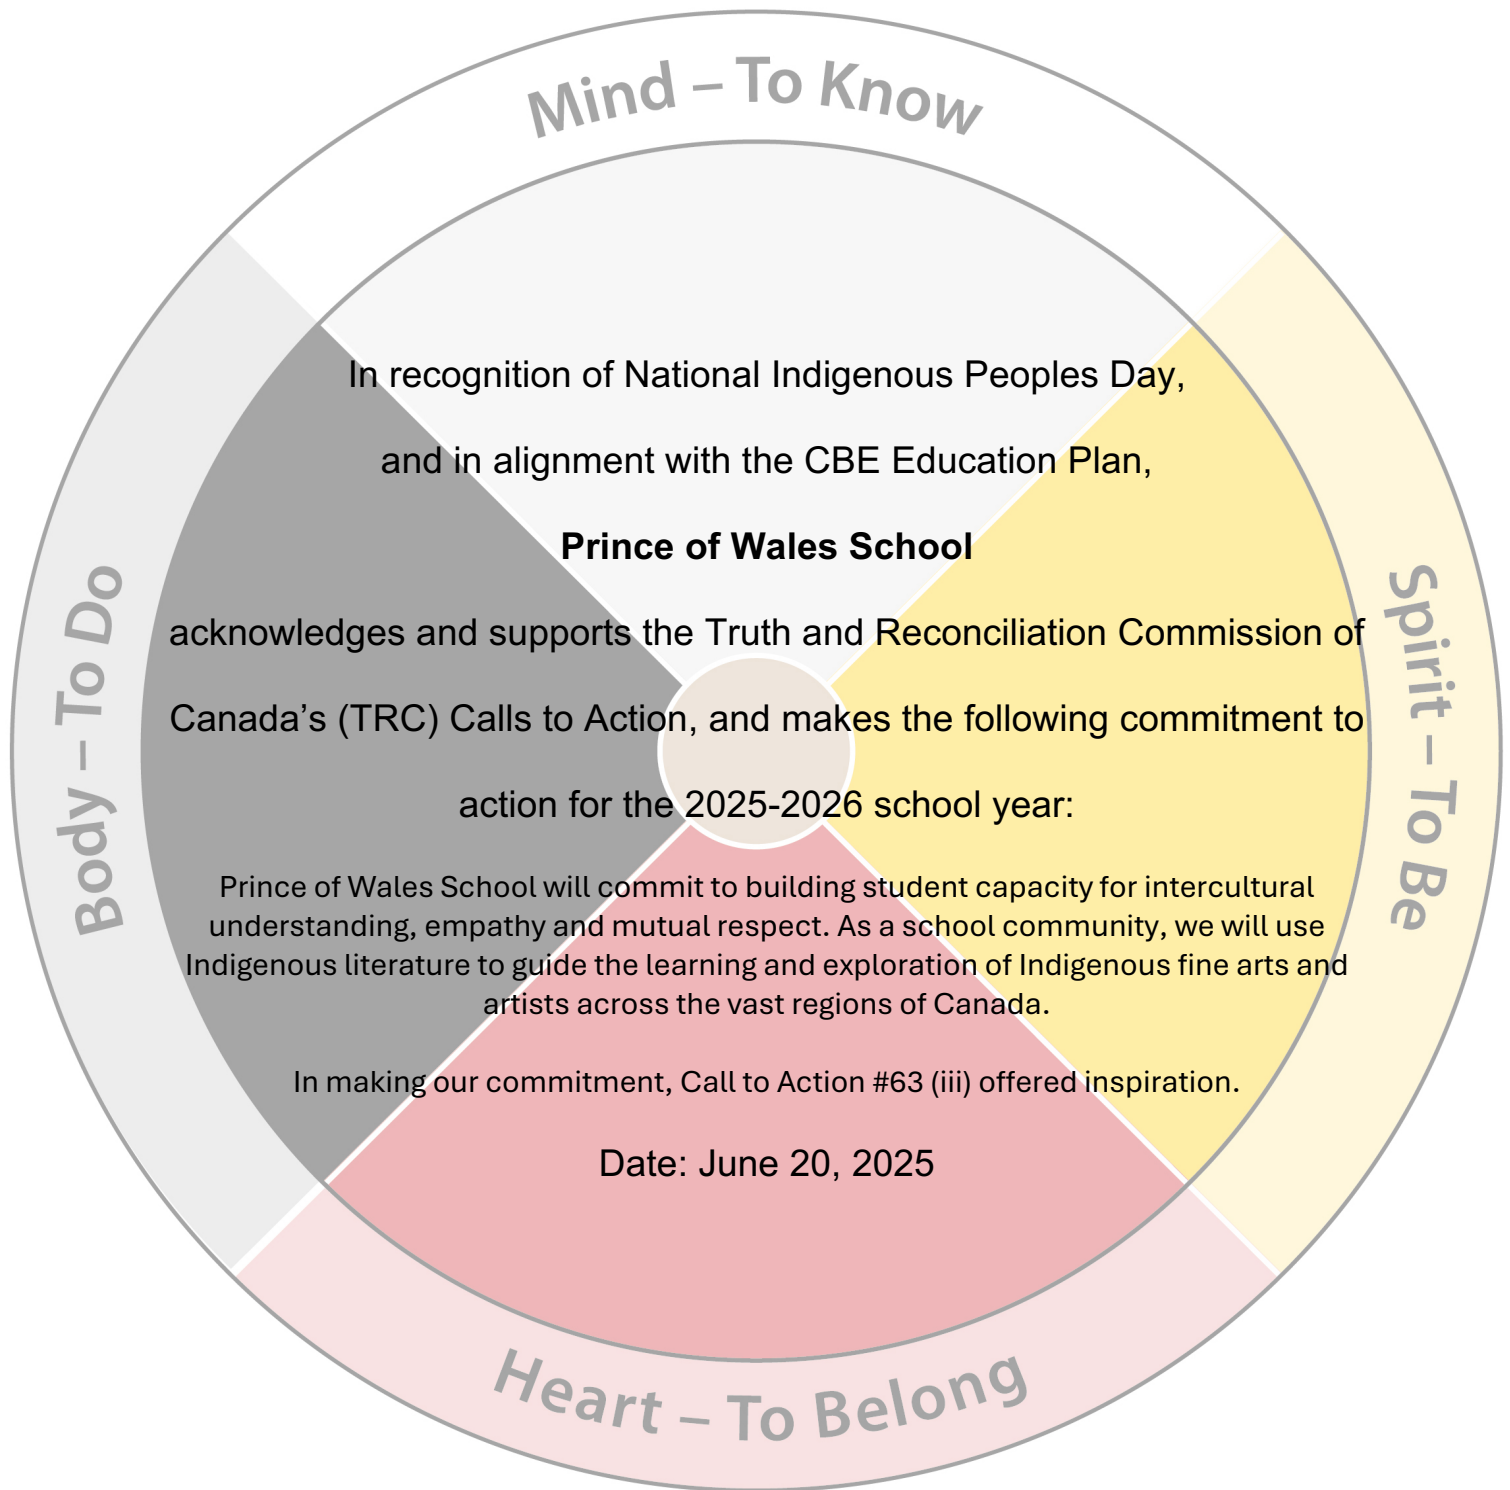 Mind – To Know
In recognition of National Indigenous Peoples Day,
and in alignment with the CBE Education Plan,
Prince of Wales School
acknowledges and supports the Truth and Reconciliation Commission of
Canada’s (TRC) Calls to Action, and makes the following commitment to
action for the 2025-2026 school year:
Prince of Wales School will commit to building student capacity for intercultural
understanding, empathy and mutual respect. As a school community, we will use
Indigenous literature to guide the learning and exploration of Indigenous fine arts and
artists across the vast regions of Canada.
In making our commitment, Call to Action #63 (iii) offered inspiration.
Date: June 20, 2025
Body – To Do
Spirit – To Be
Heart – To Belong